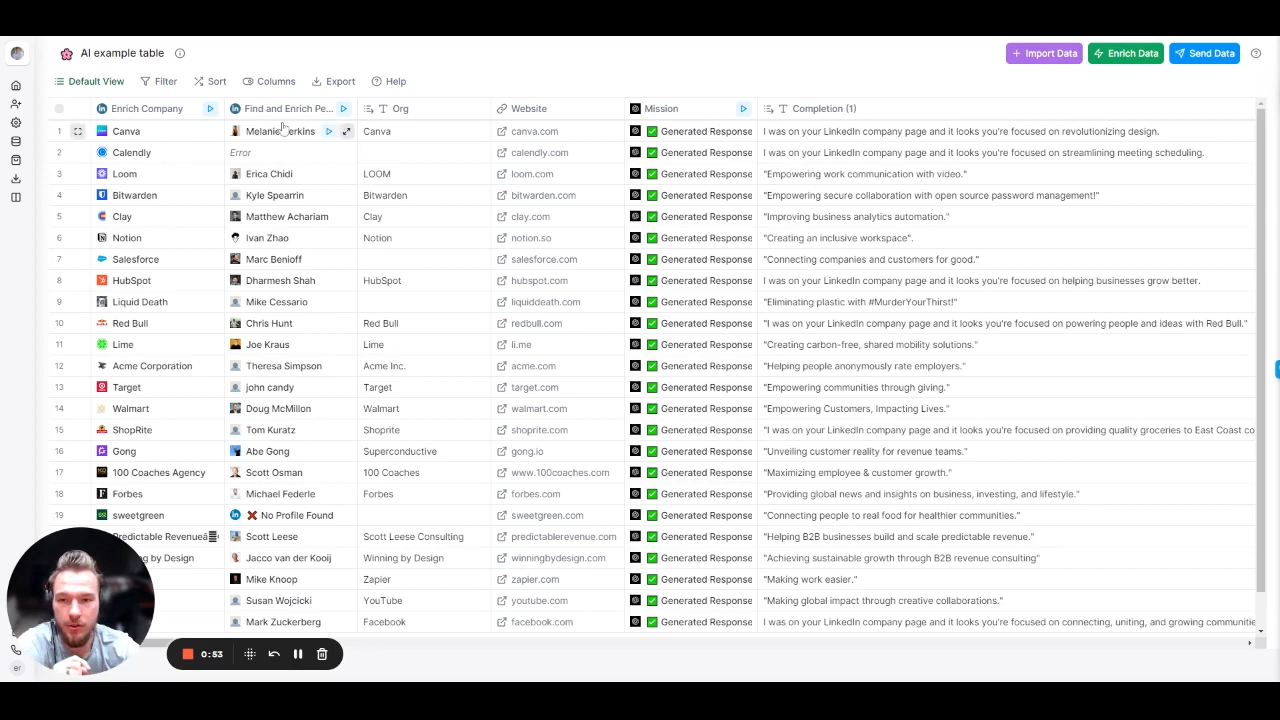 AI example table
Import Data Enrich Data Send Data
Default View Filter Sort Columns Export Help
Enrich Company Find and Enrich Pe... Org Website Mission Completion (1)
1 Canva Melanie Perkins Canva canva.com Generated Response I was on your LinkedIn company page and it looks you're focused on revolutionizing design.
2 Calendly Error calendly.com Generated Response I was on your LinkedIn company page and it looks you're focused on streamlining meeting scheduling.
3 Loom Erica Chidi LOOM loom.com Generated Response "Empowering work communication with video."
4 Bitwarden Kyle Spearrin Bitwarden bitwarden.com Generated Response "Empowering secure collaboration with open source password management!"
5 Clay Matthew Achariam Clay clay.com Generated Response "Improving business analytics automation."
6 Notion Ivan Zhao Notion notion.so Generated Response "Creating an inclusive workspace".
7 Salesforce Marc Benioff salesforce.com Generated Response "Connecting companies and customers for good."
8 HubSpot Dharmesh Shah HubSpot hubspot.com Generated Response I was on your LinkedIn company page and it looks you're focused on helping businesses grow better.
9 Liquid Death Mike Cessario liquiddeath.com Generated Response "Eliminating plastic with #MurderYourThirst!"
10 Red Bull Chris Hunt Red Bull redbull.com Generated Response "I was on your LinkedIn company page and it looks you're focused on powering people and ideas with Red Bull."
11 Lime Joe Kraus Lime li.me Generated Response "Creating carbon-free, shared mobility solutions."
12 Acme Corporation Theresa Simpson Acme Inc. acme.com Generated Response "Helping people anonymously rate employers."
13 Target john candy Target target.com Generated Response "Empowering communities through giving."
14 Walmart Doug McMillon Walmart walmart.com Generated Response "Empowering Customers, Impacting Lives."
15 ShopRite Tom Kuratz Shoprite shoprite.com Generated Response "I was on your LinkedIn company page and it looks you're focused on providing quality groceries to East Coast co
16 Gong Abe Gong Superconductive gong.io Generated Response "Unveiling customer reality for revenue teams."
17 100 Coaches Agency Scott Osman 100 Coaches www.100coaches.com Generated Response "Maximizing employee & customer growth."
18 Forbes Michael Federle Forbes forbes.com Generated Response "Providing global news and insights on business, investing, and lifestyle."
19 sweetgreen No Profile Found sweetgreen.com Generated Response "Connecting people to real food for healthier communities."
Predictable Revenueâ Scott Leese Scott Leese Consulting predictablerevenue.com Generated Response "Helping B2B businesses build and scale predictable revenue."
ing by Design Jacco van der Kooij Winning by Design winningbydesign.com Generated Response "Achieving sustainable growth through B2B revenue consulting"
Mike Knoop Zapier zapier.com Generated Response "Making work easier."
Susan Wojcicki YouTube youtube.com Generated Response "Making global impact through creative collaborations."
Mark Zuckerberg Facebook facebook.com Generated Response I was on your LinkedIn company page and it looks you're focused on connecting, uniting, and growing communitie
0:53
er